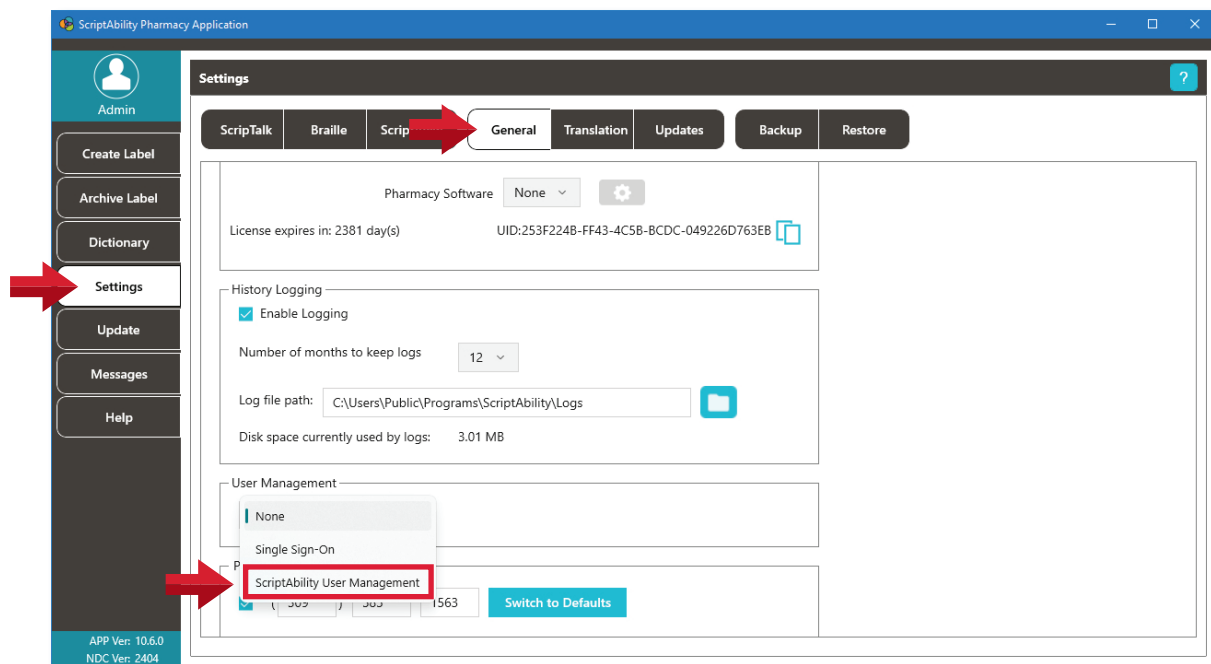 ScriptAbility Pharmacy Application
Admin
Create Label
Archive Label
Dictionary
Settings
Update
Messages
Help
APP Ver: 10.6.0
NDC Ver: 2404
Settings
?
ScripTalk Braille Scrip General Translation Updates Backup Restore
Pharmacy Software None
License expires in: 2381 day(s) UID:253F224B-FF43-4C5B-BCDC-049226D763EB
History Logging
Enable Logging
Number of months to keep logs 12
Log file path: C:\Users\Public\Programs\ScriptAbility\Logs
Disk space currently used by logs: 3.01 MB
User Management
None
Single Sign-On
ScriptAbility User Management
P
( ) 1563 Switch to Defaults